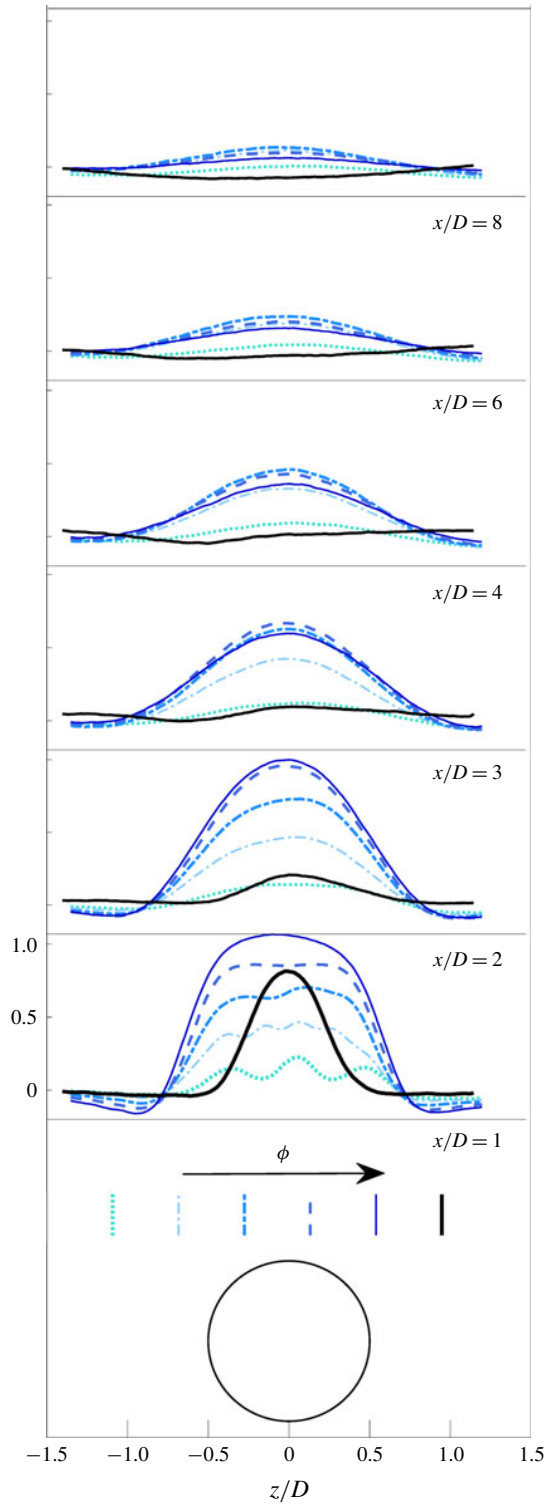 x/D = 8
x/D = 6
x/D = 4
x/D = 3
1.0
x/D = 2
0.5
0
x/D = 1
ϕ
−1.5 −1.0 −0.5 0 0.5 1.0 1.5
z/D